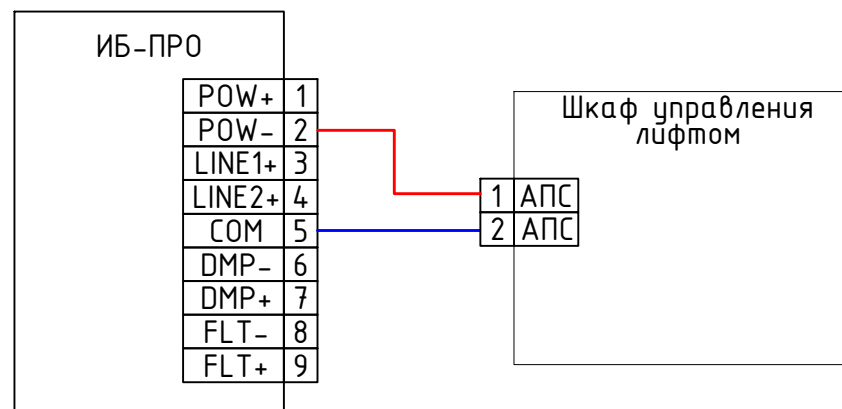 ИБ-ПРО
POW+ 1
POW- 2
LINE1+ 3
LINE2+ 4
COM 5
DMP- 6
DMP+ 7
FLT- 8
FLT+ 9
Шкаф управления
лифтом
1 АПС
2 АПС